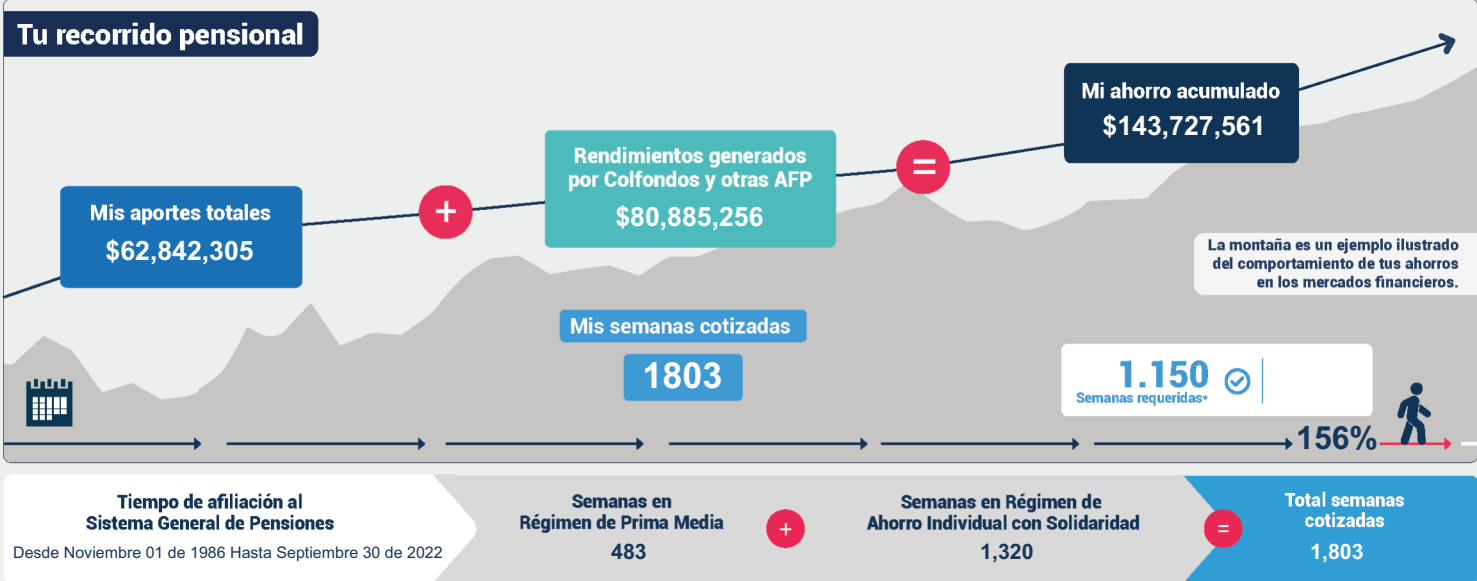 Tu recorrido pensional
Mi ahorro acumulado
$143,727,561
Rendimientos generados
por Colfondos y otras AFP
$80,885,256
=
Mis aportes totales
$62,842,305
+
La montaña es un ejemplo ilustrado
del comportamiento de tus ahorros
en los mercados financieros.
Mis semanas cotizadas
1803
1.150
Semanas requeridas*
156%
Tiempo de afiliación al
Sistema General de Pensiones
Desde Noviembre 01 de 1986 Hasta Septiembre 30 de 2022
Semanas en
Régimen de Prima Media
483
+
Semanas en Régimen de
Ahorro Individual con Solidaridad
1,320
=
Total semanas
cotizadas
1,803